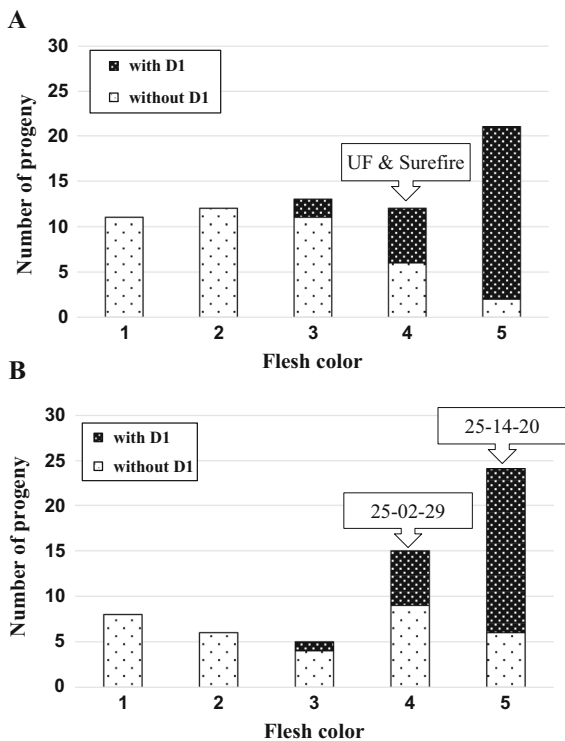 A
Number of progeny
30
25
20
15
10
5
0
with D1
without D1
UF & Surefire
1 2 3 4 5
Flesh color
B
Number of progeny
30
25
20
15
10
5
0
with D1
without D1
25-14-20
25-02-29
1 2 3 4 5
Flesh color